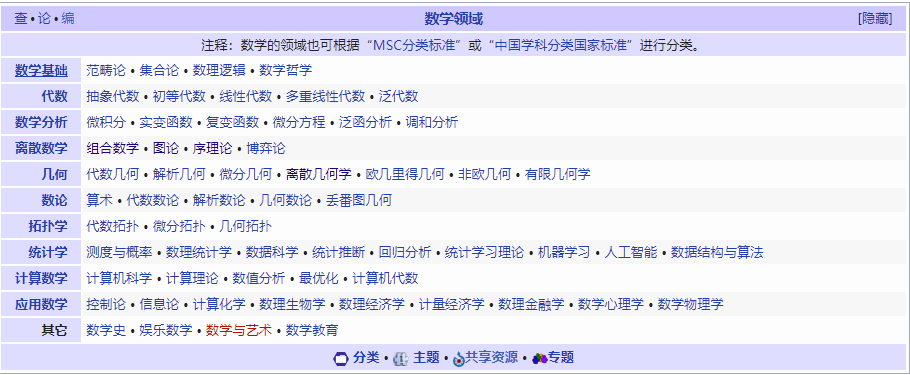 查 • 论 • 编 数学领域 [隐藏]
注释：数学的领域也可根据“MSC分类标准”或“中国学科分类国家标准”进行分类。
数学基础 范畴论 • 集合论 • 数理逻辑 • 数学哲学
代数 抽象代数 • 初等代数 • 线性代数 • 多重线性代数 • 泛代数
数学分析 微积分 • 实变函数 • 复变函数 • 微分方程 • 泛函分析 • 调和分析
离散数学 组合数学 • 图论 • 序理论 • 博弈论
几何 代数几何 • 解析几何 • 微分几何 • 离散几何学 • 欧几里得几何 • 非欧几何 • 有限几何学
数论 算术 • 代数数论 • 解析数论 • 几何数论 • 丢番图几何
拓扑学 代数拓扑 • 微分拓扑 • 几何拓扑
统计学 测度与概率 • 数理统计学 • 数据科学 • 统计推断 • 回归分析 • 统计学习理论 • 机器学习 • 人工智能 • 数据结构与算法
计算数学 计算机科学 • 计算理论 • 数值分析 • 最优化 • 计算机代数
应用数学 控制论 • 信息论 • 计算化学 • 数理生物学 • 数理经济学 • 计量经济学 • 数理金融学 • 数学心理学 • 数学物理学
其它 数学史 • 娱乐数学 • 数学与艺术 • 数学教育
分类 • 主题 • 共享资源 • 专题